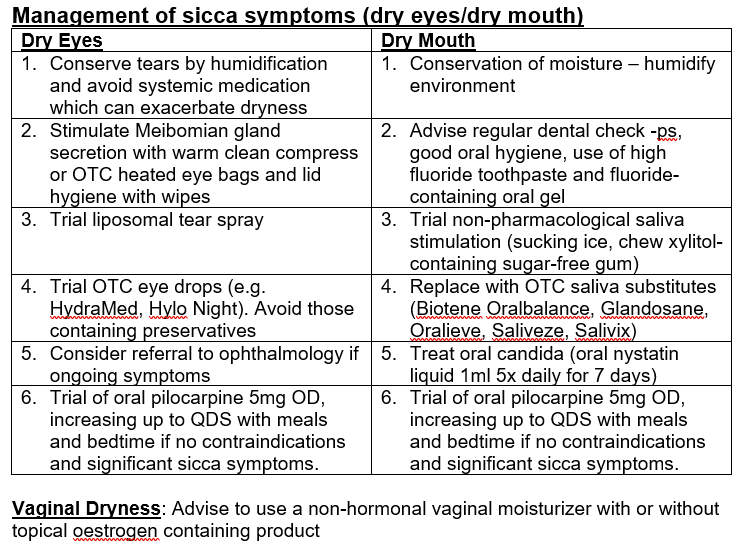 Management of sicca symptoms (dry eyes/dry mouth)
Dry Eyes
Dry Mouth
1. Conserve tears by humidification
and avoid systemic medication
which can exacerbate dryness
1. Conservation of moisture – humidify
environment
2. Stimulate Meibomian gland
secretion with warm clean compress
or OTC heated eye bags and lid
hygiene with wipes
2. Advise regular dental check -ps,
good oral hygiene, use of high
fluoride toothpaste and fluoride-
containing oral gel
3. Trial liposomal tear spray
3. Trial non-pharmacological saliva
stimulation (sucking ice, chew xylitol-
containing sugar-free gum)
4. Trial OTC eye drops (e.g.
HydraMed, Hylo Night). Avoid those
containing preservatives
4. Replace with OTC saliva substitutes
(Biotene Oralbalance, Glandosane,
Oralieve, Saliveze, Salivix)
5. Consider referral to ophthalmology if
ongoing symptoms
5. Treat oral candida (oral nystatin
liquid 1ml 5x daily for 7 days)
6. Trial of oral pilocarpine 5mg OD,
increasing up to QDS with meals
and bedtime if no contraindications
and significant sicca symptoms.
6. Trial of oral pilocarpine 5mg OD,
increasing up to QDS with meals
and bedtime if no contraindications
and significant sicca symptoms.
Vaginal Dryness: Advise to use a non-hormonal vaginal moisturizer with or without
topical oestrogen containing product